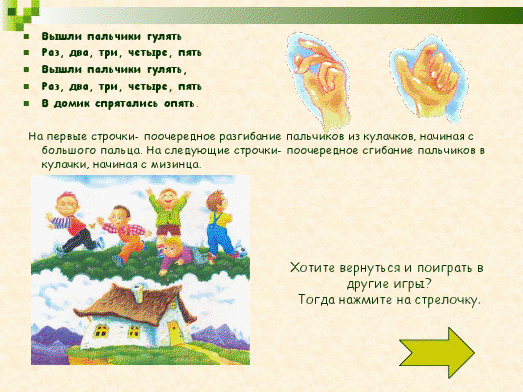 Вышли пальчики гулять
Раз, два, три, четыре, пять
Вышли пальчики гулять,
Раз, два, три, четыре, пять
В домик спрятались опять.
На первые строчки- поочередное разгибание пальчиков из кулачков, начиная с
большого пальца. На следующие строчки- поочередное сгибание пальчиков в
кулачки, начиная с мизинца.
Хотите вернуться и поиграть в
другие игры?
Тогда нажмите на стрелочку.